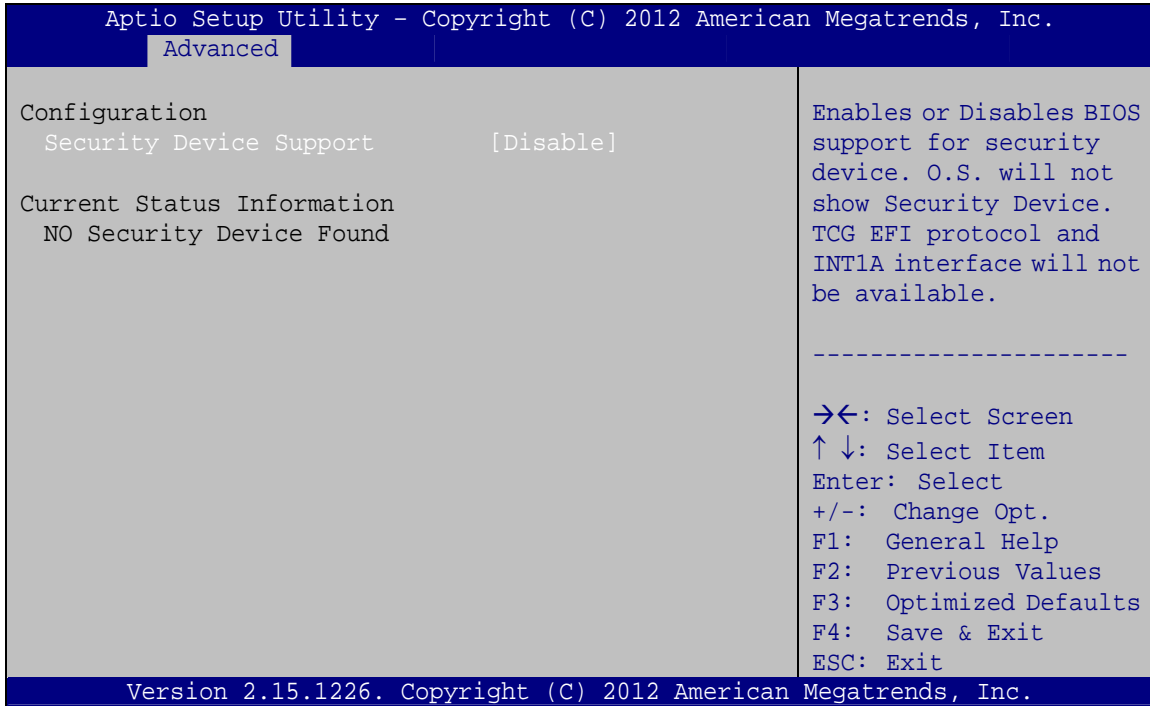 Aptio Setup Utility – Copyright (C) 2012 American Megatrends, Inc.
Advanced
Configuration
Security Device Support [Disable]
Current Status Information
NO Security Device Found
Enables or Disables BIOS
support for security
device. O.S. will not
show Security Device.
TCG EFI protocol and
INT1A interface will not
be available.
----------------------
→←: Select Screen
↑ ↓: Select Item
Enter: Select
+/-: Change Opt.
F1: General Help
F2: Previous Values
F3: Optimized Defaults
F4: Save & Exit
ESC: Exit
Version 2.15.1226. Copyright (C) 2012 American Megatrends, Inc.